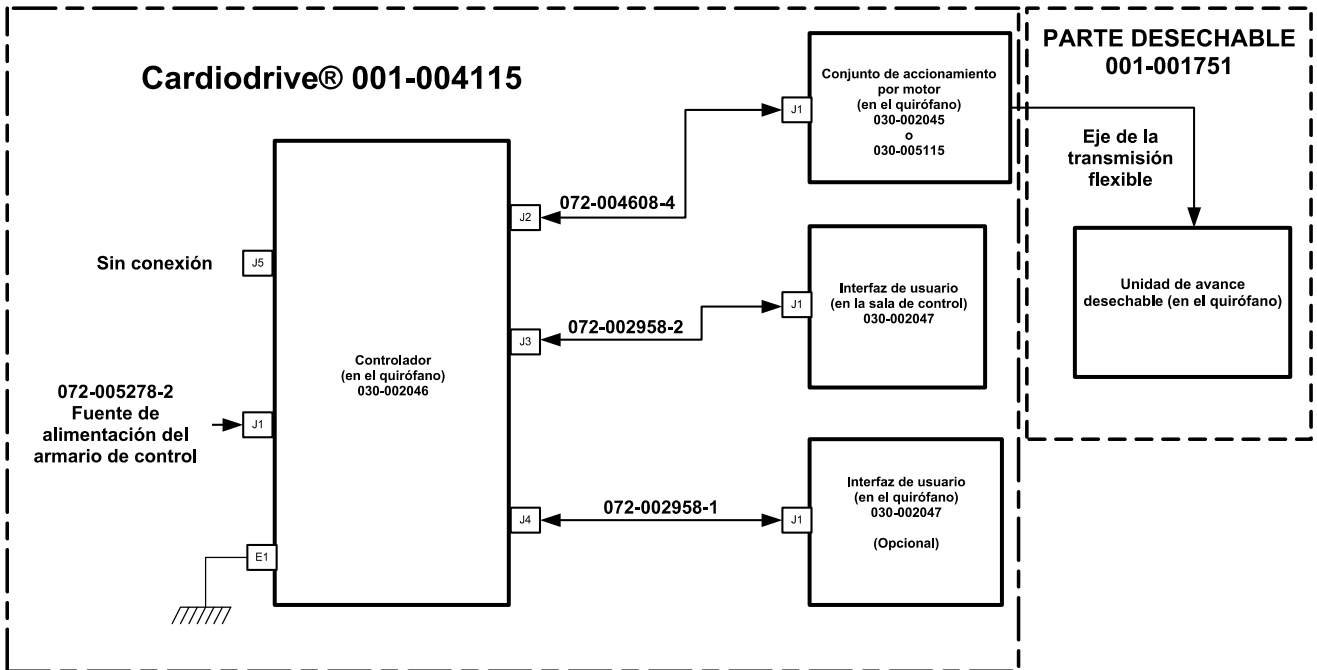 Cardiodrive® 001-004115
PARTE DESECHABLE
001-001751
Conjunto de accionamiento
por motor
(en el quirófano)
030-002045
o
030-005115
J1
Eje de la
transmisión
flexible
072-004608-4
J2
Sin conexión
J5
Interfaz de usuario
(en la sala de control)
030-002047
J1
Unidad de avance
desechable (en el quirófano)
072-002958-2
J3
Controlador
(en el quirófano)
030-002046
072-005278-2
Fuente de
alimentación del
armario de control
J1
Interfaz de usuario
(en el quirófano)
030-002047
(Opcional)
J1
072-002958-1
J4
E1